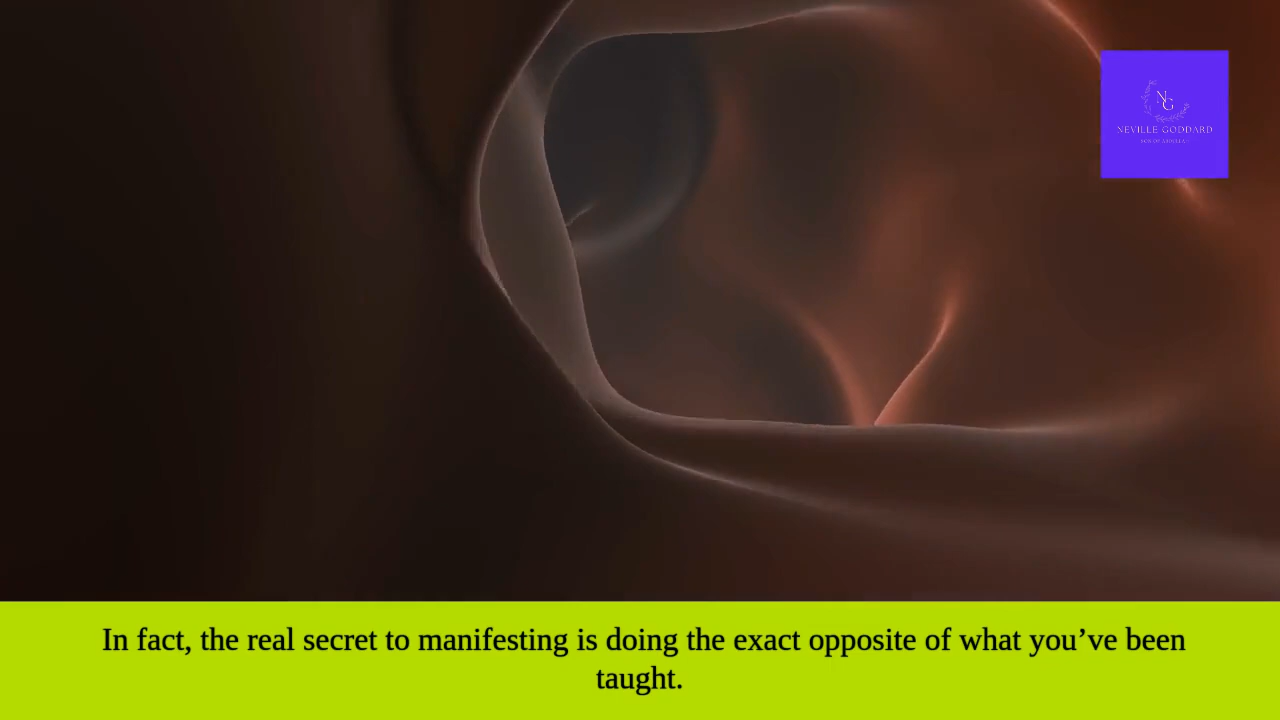 NG
NEVILLE GODDARD
In fact, the real secret to manifesting is doing the exact opposite of what you’ve been
taught.